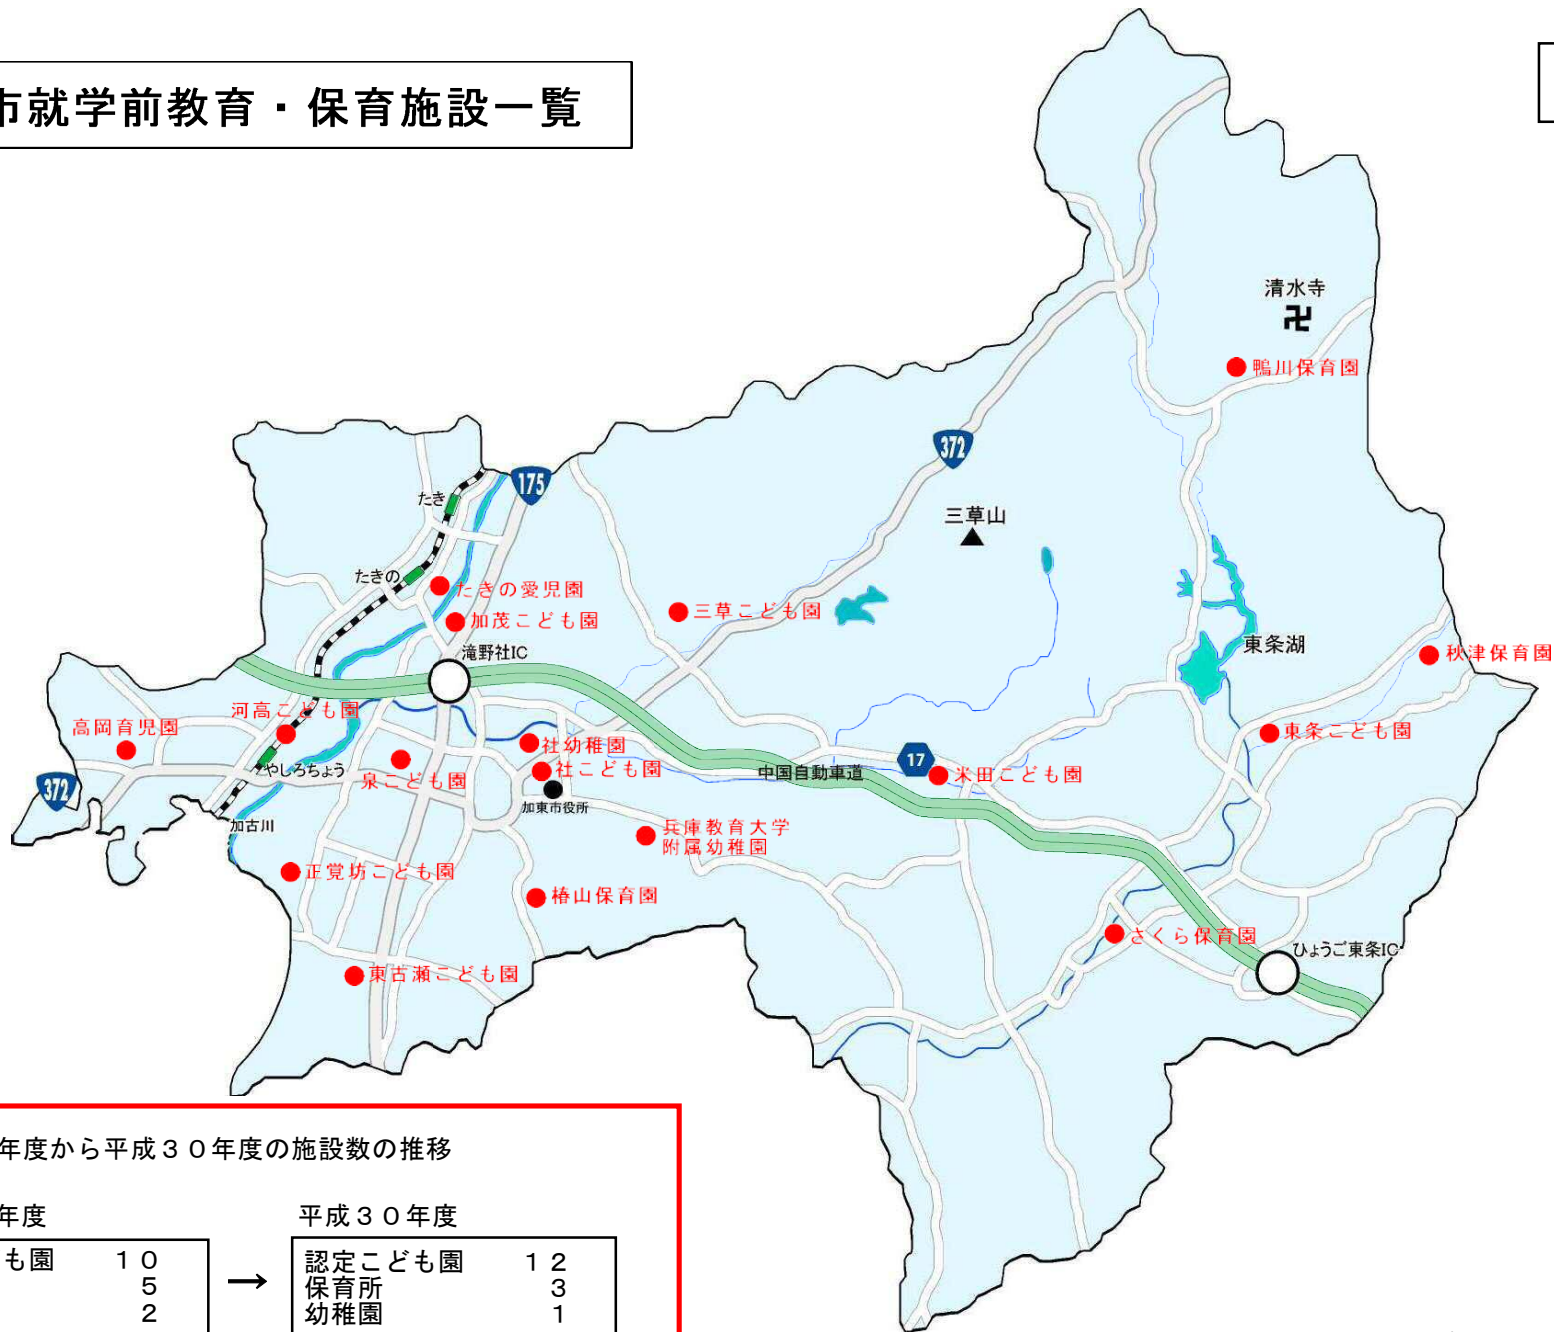 市就学前教育・保育施設一覧
清水寺
鴨川保育園
372
175
たき
三草山
たきの
たきの愛児園
加茂こども園
三草こども園
滝野社IC
東条湖
秋津保育園
河高こども園
高岡育児園
社幼稚園
東条こども園
372
やしろちょう
泉こども園
社こども園
中国自動車道
17
米田こども園
加東市役所
加古川
兵庫教育大学
附属幼稚園
正覚坊こども園
椿山保育園
さくら保育園
ひょうご東条IC
東古瀬こども園
年度から平成30年度の施設数の推移
年度
平成30年度
も園 10
5
2
→
認定こども園 12
保育所 3
幼稚園 1